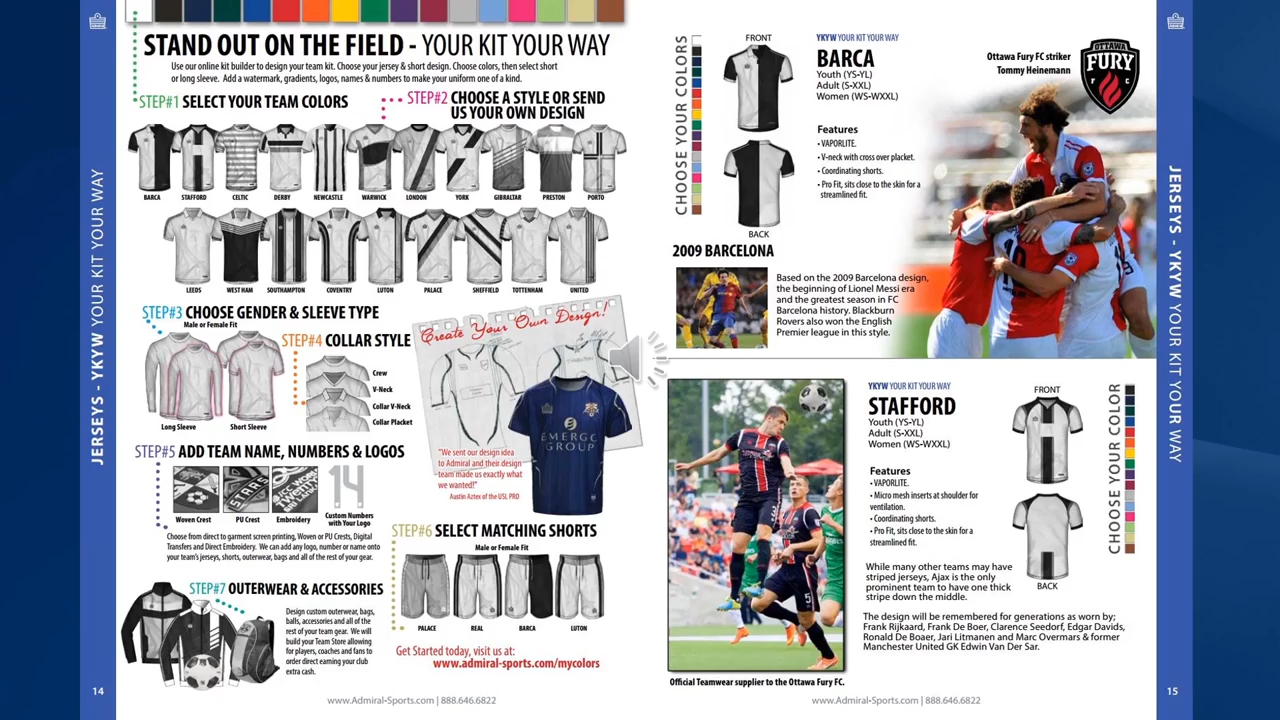 JERSEYS - YKYW YOUR KIT YOUR WAY
14
STAND OUT ON THE FIELD - YOUR KIT YOUR WAY
Use our online kit builder to design your team kit. Choose your jersey & short design. Choose colors, then select short
or long sleeve. Add a watermark, gradients, logos, names & numbers to make your uniform one of a kind.
STEP#1 SELECT YOUR TEAM COLORS
STEP#2 CHOOSE A STYLE OR SEND
US YOUR OWN DESIGN
BARCA STAFFORD CELTIC DERBY NEWCASTLE WARWICK LONDON YORK GIBRALTAR PRESTON PORTO
LEEDS WEST HAM SOUTHAMPTON COVENTRY LUTON PALACE SHEFFIELD TOTTENHAM UNITED
STEP#3 CHOOSE GENDER & SLEEVE TYPE
Male or Female Fit
Long Sleeve Short Sleeve
STEP#4 COLLAR STYLE
Crew
V-Neck
Collar V-Neck
Collar Placket
Create Your Own Design!
EMERGO
GROUP
"We sent our design idea
to Admiral and their design
team made us exactly what
we wanted!"
Austin Aztex of the USL PRO
STEP#5 ADD TEAM NAME, NUMBERS & LOGOS
14
Woven Crest PU Crest Embroidery Custom Numbers
with Your Logo
Choose from direct to garment screen printing, Woven or PU Crests, Digital
Transfers and Direct Embroidery. We can add any logo, number or name onto
your team's jerseys, shorts, outerwear, bags and all of the rest of your gear.
STEP#6 SELECT MATCHING SHORTS
Male or Female Fit
PALACE REAL BARCA LUTON
STEP#7 OUTERWEAR & ACCESSORIES
Design custom outerwear, bags,
balls, accessories and all of the
rest of your team gear. We will
build your Team Store allowing
for players, coaches and fans to
order direct earning your club
extra cash.
Get Started today, visit us at:
www.admiral-sports.com/mycolors
www.Admiral-Sports.com | 888.646.6822
CHOOSE YOUR COLORS
FRONT
BACK
YKYW YOUR KIT YOUR WAY
BARCA
Youth (YS-YL)
Adult (S-XXL)
Women (WS-WXXL)
Features
• VAPORLITE.
• V-neck with cross over placket.
• Coordinating shorts.
• Pro Fit, sits close to the skin for a
streamlined fit.
Ottawa Fury FC striker
Tommy Heinemann
OTTAWA
FURY
F C
2009 BARCELONA
Based on the 2009 Barcelona design,
the beginning of Lionel Messi era
and the greatest season in FC
Barcelona history. Blackburn
Rovers also won the English
Premier league in this style.
Official Teamwear supplier to the Ottawa Fury FC.
YKYW YOUR KIT YOUR WAY
STAFFORD
Youth (YS-YL)
Adult (S-XXL)
Women (WS-WXXL)
Features
• VAPORLITE.
• Micro mesh inserts at shoulder for
ventilation.
• Coordinating shorts.
• Pro Fit, sits close to the skin for a
streamlined fit.
FRONT
BACK
CHOOSE YOUR COLOR
While many other teams may have
striped jerseys, Ajax is the only
prominent team to have one thick
stripe down the middle.
The design will be remembered for generations as worn by;
Frank Rijkaard, Frank De Boer, Clarence Seedorf, Edgar Davids,
Ronald De Boaer, Jari Litmanen and Marc Overmars & former
Manchester United GK Edwin Van Der Sar.
www.Admiral-Sports.com | 888.646.6822
JERSEYS - YKYW YOUR KIT YOUR WAY
15